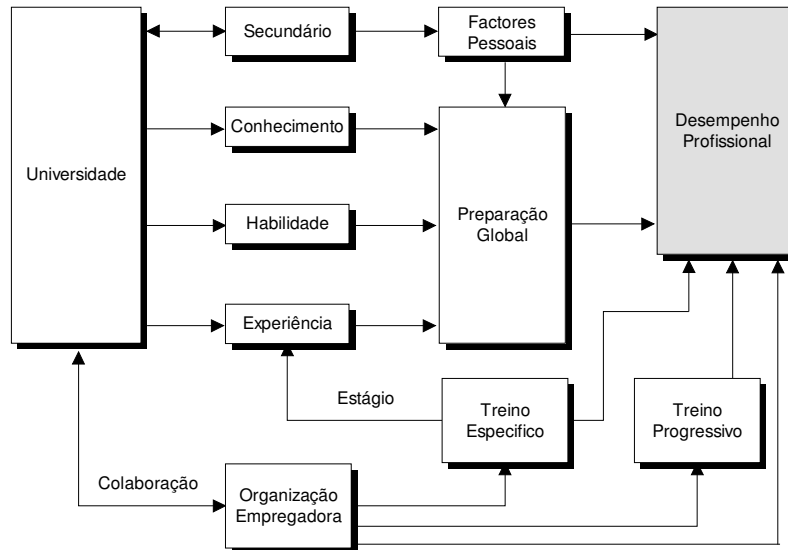 Secundário
Factores
Pessoais
Desempenho
Profissional
Conhecimento
Universidade
Habilidade
Preparação
Global
Experiência
Estágio
Treino
Especifico
Treino
Progressivo
Colaboração
Organização
Empregadora